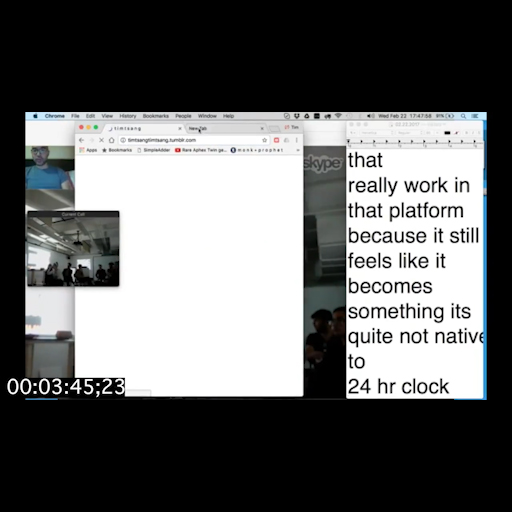 Chrome File Edit View History Bookmarks People Window Help
Wed Feb 22 17:47:58 91%
timtsang
New Tab
Tim
timtsangtimtsang.tumblr.com
Apps Bookmarks SimpleAdder Rare Aphex Twin ge... monk v prophet
skype
Current Call
that
really work in
that platform
because it still
feels like it
becomes
something its
quite not native
to
24 hr clock
00:03:45;23